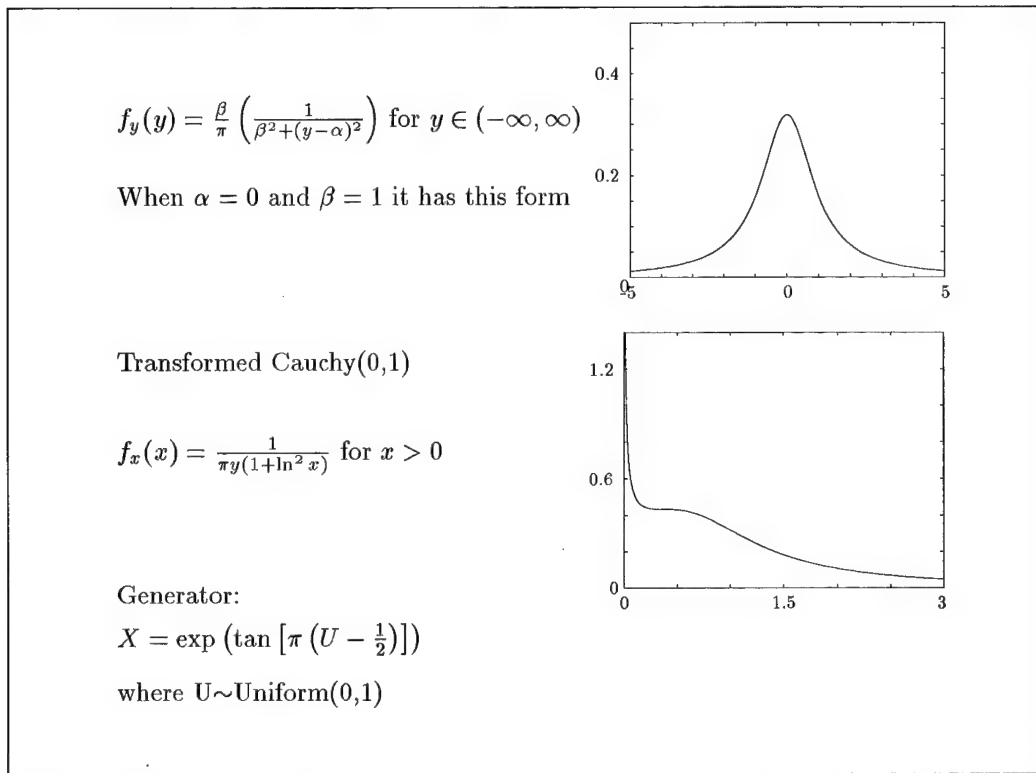 f_y(y) = β/π (1/(β²+(y−α)²)) for y ∈ (−∞, ∞)
When α = 0 and β = 1 it has this form
0.4
0.2
0
-5
0
5
Transformed Cauchy(0,1)
f_x(x) = 1/(πy(1+ln² x)) for x > 0
1.2
0.6
0
0
1.5
3
Generator:
X = exp (tan [π (U − 1/2)])
where U~Uniform(0,1)